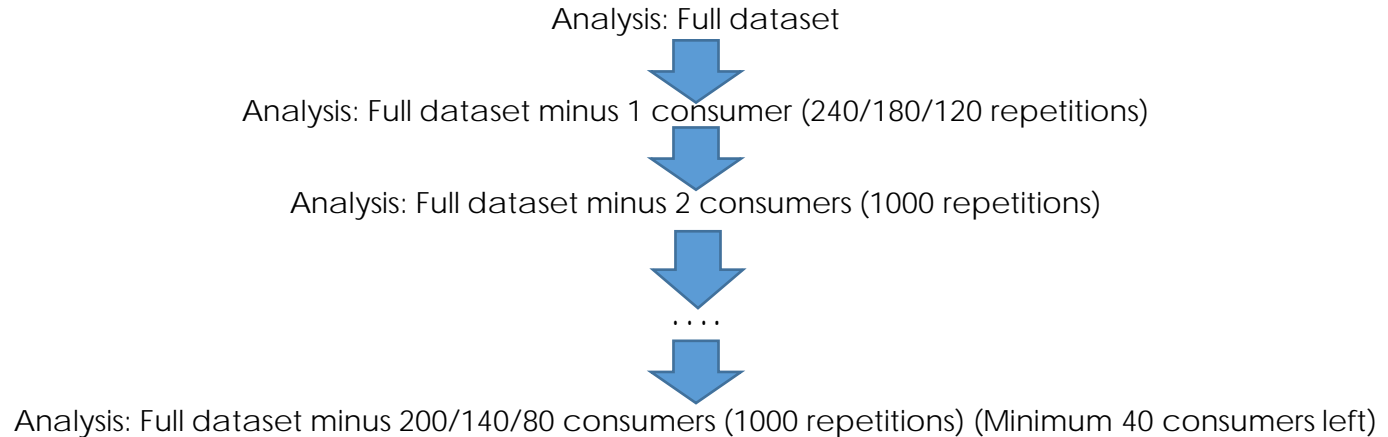 Analysis: Full dataset
Analysis: Full dataset minus 1 consumer (240/180/120 repetitions)
Analysis: Full dataset minus 2 consumers (1000 repetitions)
....
Analysis: Full dataset minus 200/140/80 consumers (1000 repetitions) (Minimum 40 consumers left)